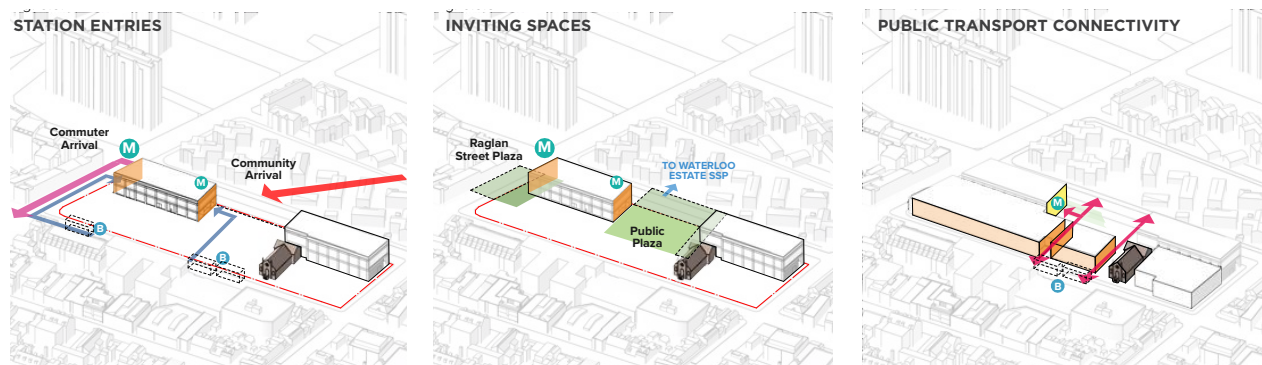 STATION ENTRIES
Commuter
Arrival
M
Community
Arrival
M
B
B
INVITING SPACES
Raglan
Street Plaza
M
TO WATERLOO
ESTATE SSP
M
Public
Plaza
PUBLIC TRANSPORT CONNECTIVITY
M
B